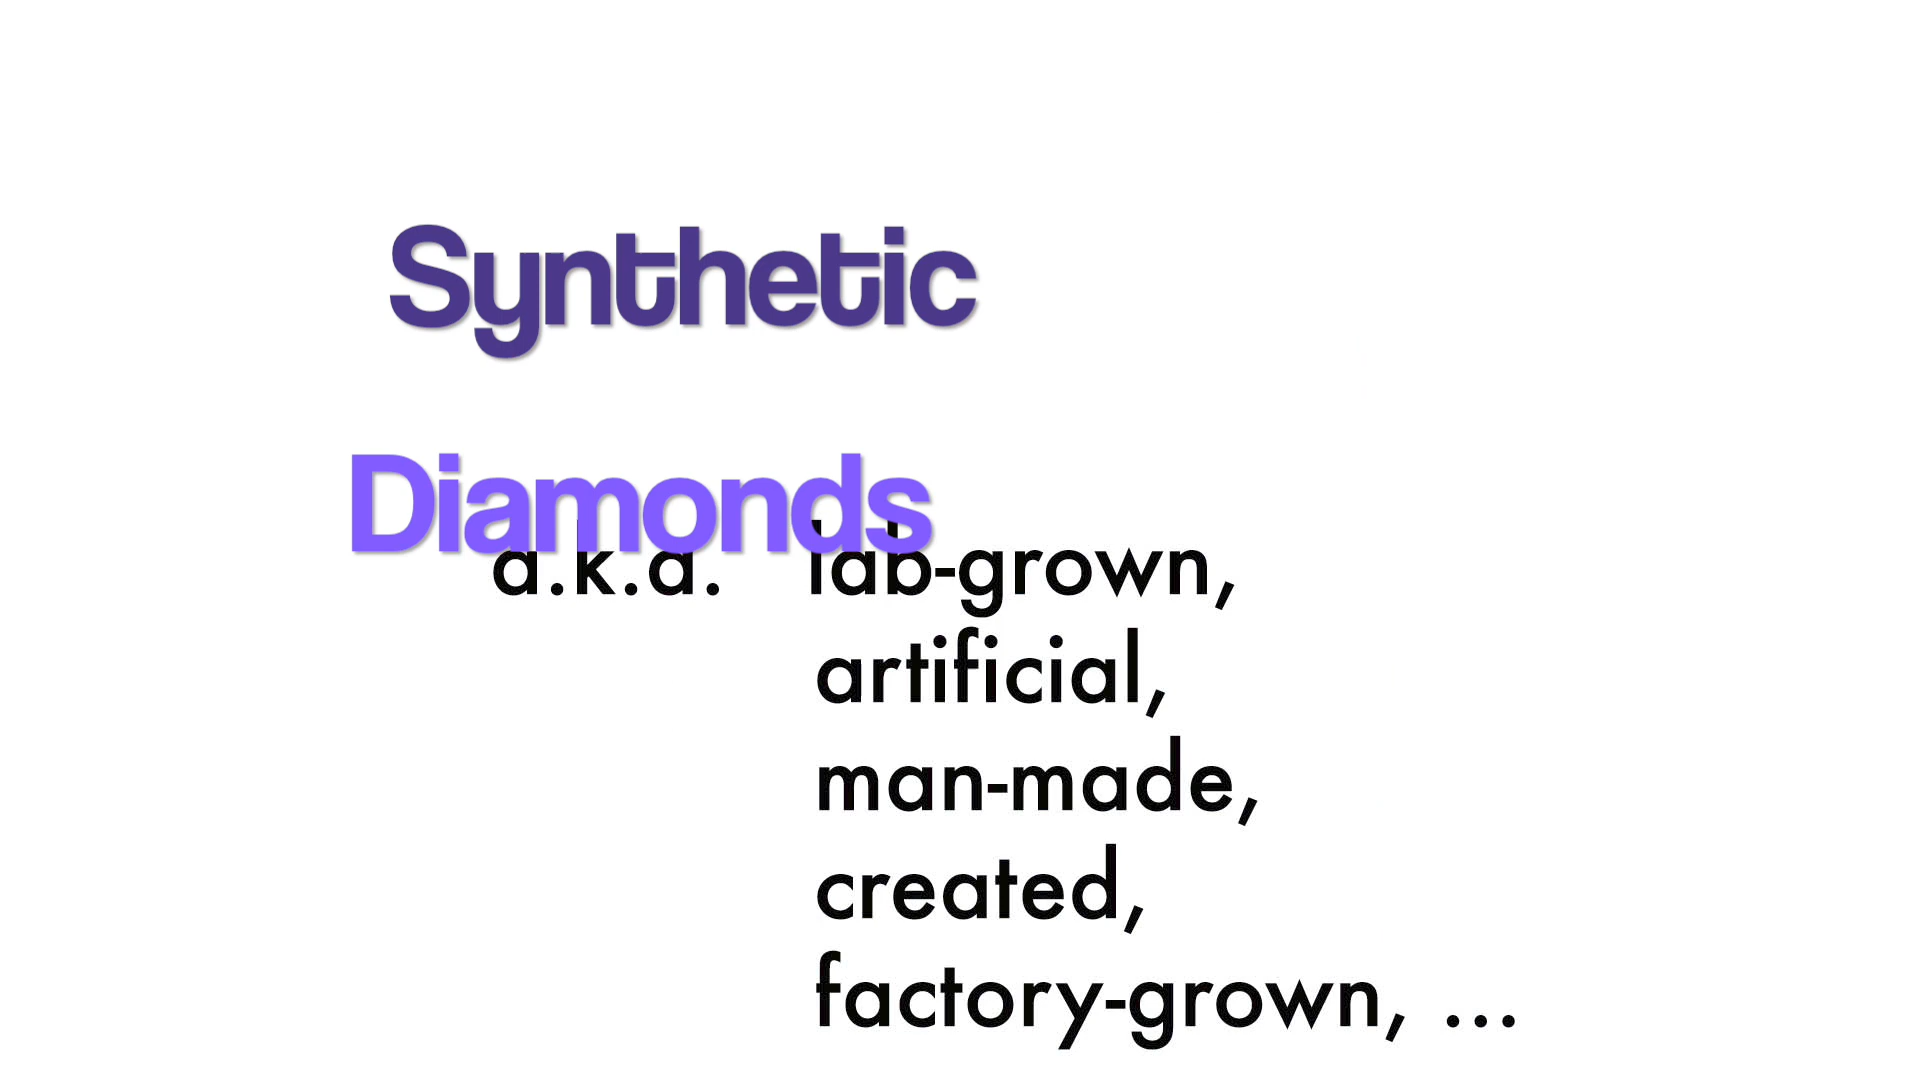 Synthetic
Diamonds
a.k.a. lab-grown,
artificial,
man-made,
created,
factory-grown, ...